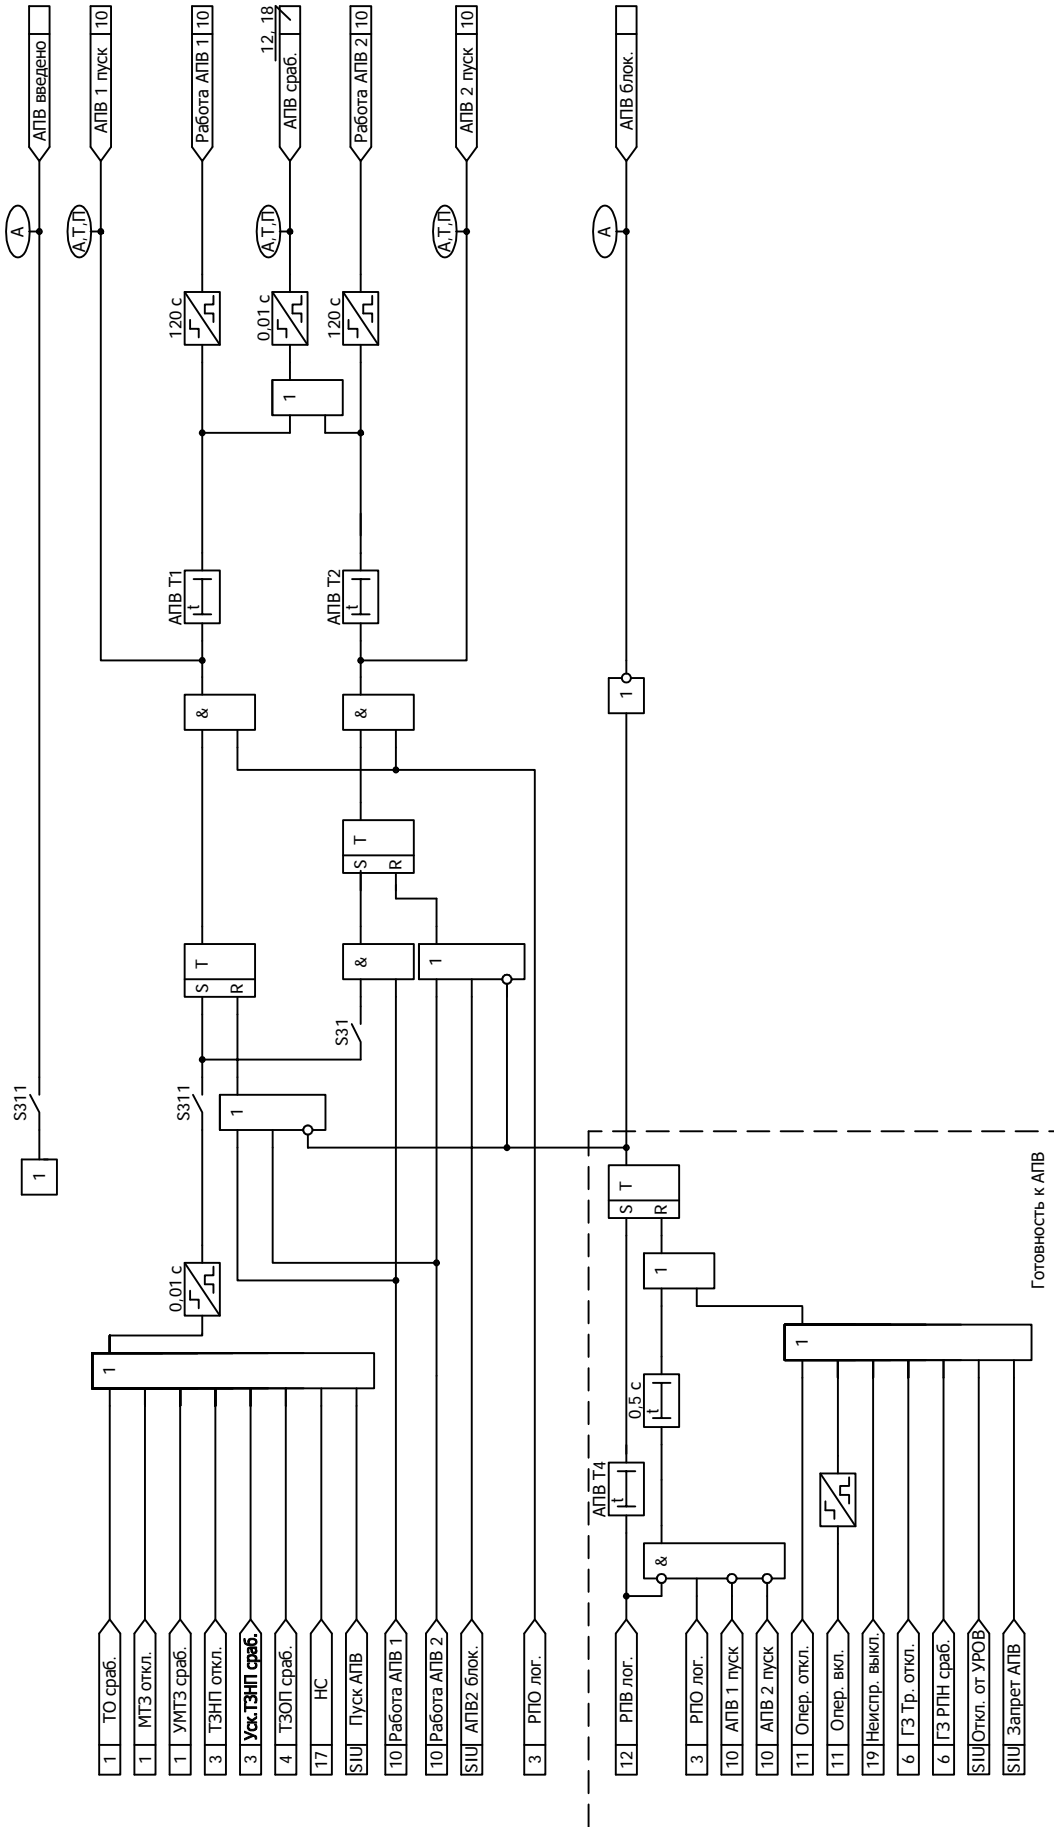 1 ТО сраб.
1 МТЗ откл.
1 УМТЗ сраб.
3 ТЗНП откл.
3 Уск.ТЗНП сраб.
4 ТЗОП сраб.
17 НС
SIU Пуск АПВ
10 Работа АПВ 1
10 Работа АПВ 2
SIU АПВ2 блок.
3 РПО лог.
12 РПВ лог.
3 РПО лог.
10 АПВ 1 пуск
10 АПВ 2 пуск
11 Опер. откл.
11 Опер. вкл.
19 Неиспр. выкл.
6 ГЗ Тр. откл.
6 ГЗ РПН сраб.
SIU Откл. от УРОВ
SIU Запрет АПВ
1
0,01 с
&
АПВ Т4
t
0,5 с
t
1
1
S T
R
Готовность к АПВ
1
S311
S311
1
S31
S T
R
&
1
S T
R
&
&
1
АПВ Т1
t
АПВ Т2
t
1
120 с
0,01 с
120 с
А
А,Т,П
А,Т,П
А,Т,П
А
АПВ введено
АПВ 1 пуск 10
Работа АПВ 1 10
АПВ сраб.
12, 18
Работа АПВ 2 10
АПВ 2 пуск 10
АПВ блок.